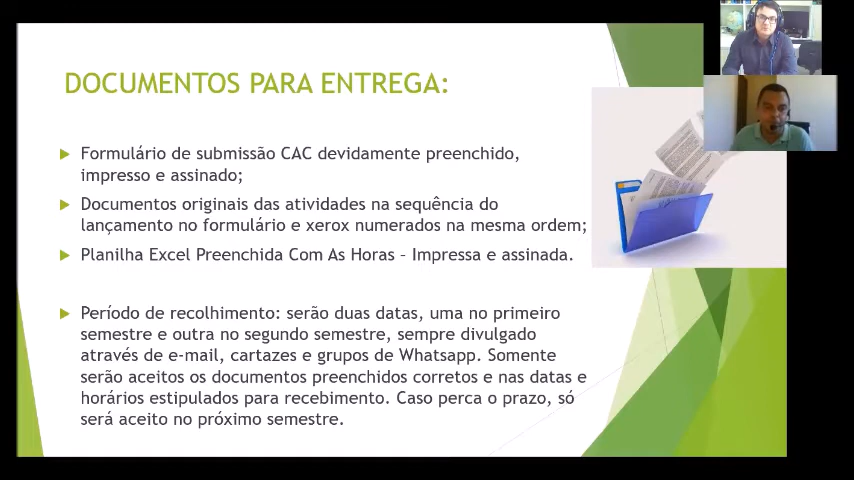 DOCUMENTOS PARA ENTREGA:
Formulário de submissão CAC devidamente preenchido,
impresso e assinado;
Documentos originais das atividades na sequência do
lançamento no formulário e xerox numerados na mesma ordem;
Planilha Excel Preenchida Com As Horas – Impressa e assinada.
Período de recolhimento: serão duas datas, uma no primeiro
semestre e outra no segundo semestre, sempre divulgado
através de e-mail, cartazes e grupos de Whatsapp. Somente
serão aceitos os documentos preenchidos corretos e nas datas e
horários estipulados para recebimento. Caso perca o prazo, só
será aceito no próximo semestre.